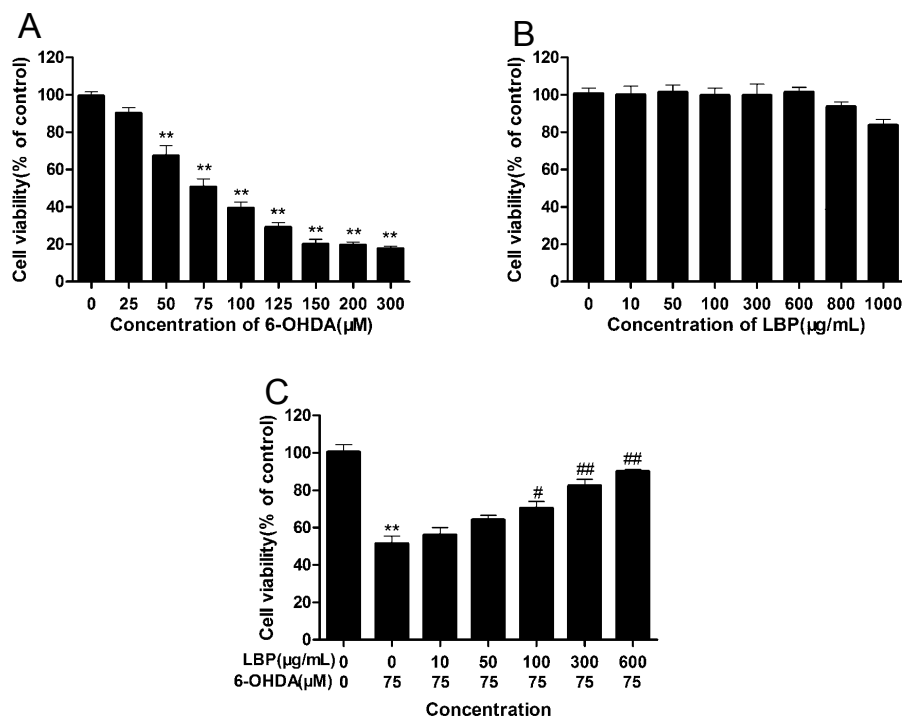 A
Cell viability(% of control)
120
100
80
60
40
20
0
** ** ** ** ** ** **
0 25 50 75 100 125 150 200 300
Concentration of 6-OHDA(µM)
B
Cell viability(% of control)
120
100
80
60
40
20
0
0 10 50 100 300 600 800 1000
Concentration of LBP(µg/mL)
C
Cell viability(% of control)
120
100
80
60
40
20
0
** # ## ##
LBP(µg/mL) 0 0 10 50 100 300 600
6-OHDA(µM) 0 75 75 75 75 75 75
Concentration